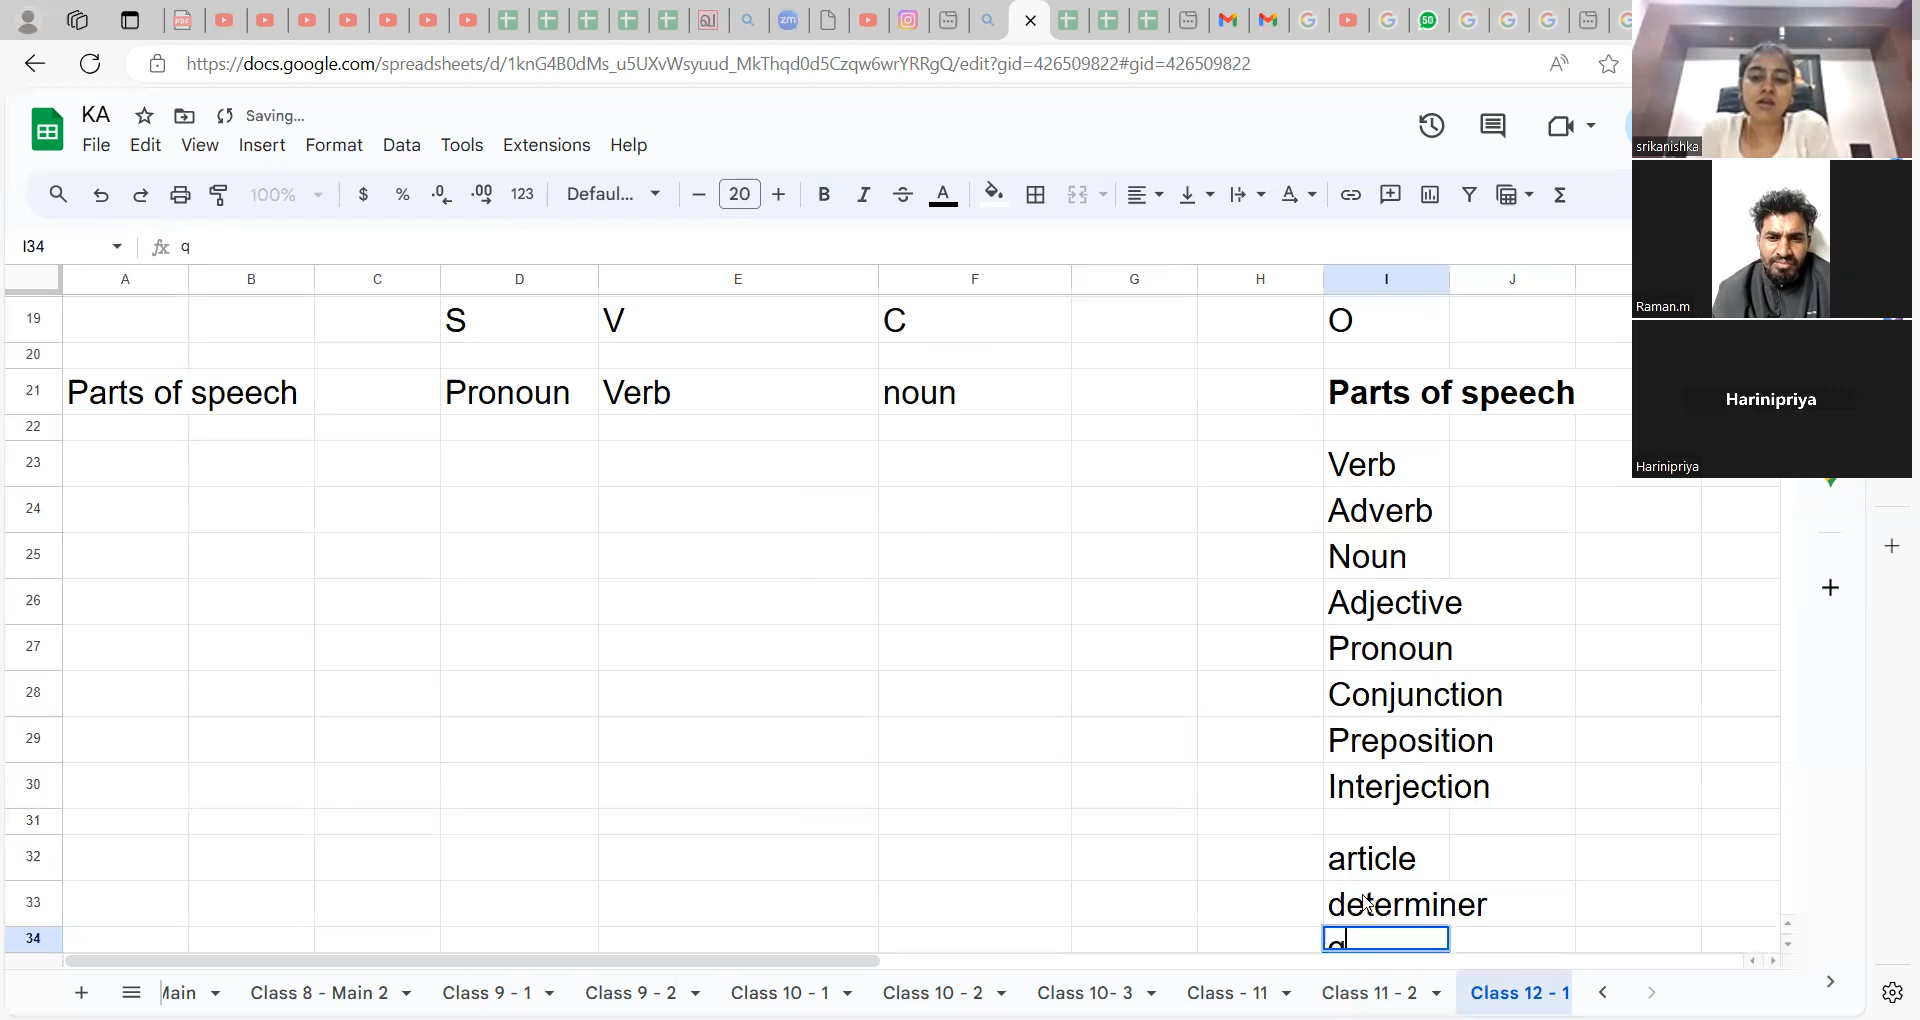 https://docs.google.com/spreadsheets/d/1knG4B0dMs_u5UXvWsyuud_MkThqd0d5Czqw6wrYRRgQ/edit?gid=426509822#gid=426509822
KA Saving...
File Edit View Insert Format Data Tools Extensions Help
100% $ % .0 .00 123 Defaul... 20 B I A
I34 fx q
A B C D E F G H I J
19 S V C O
20
21 Parts of speech Pronoun Verb noun Parts of speech
22
23 Verb
24 Adverb
25 Noun
26 Adjective
27 Pronoun
28 Conjunction
29 Preposition
30 Interjection
31
32 article
33 determiner
34 q
Class 8 - Main 2 Class 9 - 1 Class 9 - 2 Class 10 - 1 Class 10 - 2 Class 10- 3 Class - 11 Class 11 - 2 Class 12 - 1
srikanishka
Raman.m
Harinipriya
Harinipriya